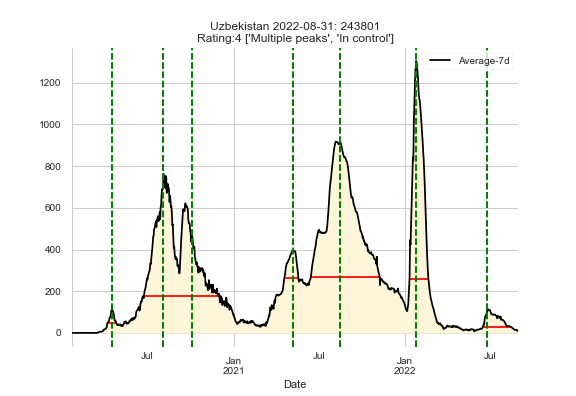 Uzbekistan 2022-08-31: 243801
Rating:4 ['Multiple peaks', 'In control']
Average-7d
1200
1000
800
600
400
200
0
Jul
Jan
2021
Jul
Jan
2022
Jul
Date